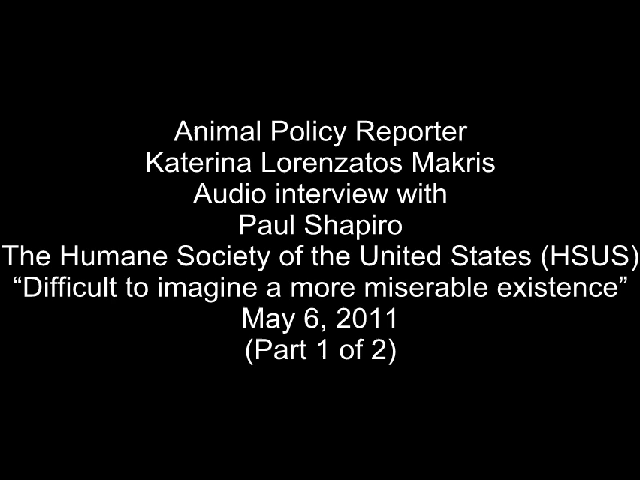 Animal Policy Reporter
Katerina Lorenzatos Makris
Audio interview with
Paul Shapiro
The Humane Society of the United States (HSUS)
“Difficult to imagine a more miserable existence”
May 6, 2011
(Part 1 of 2)